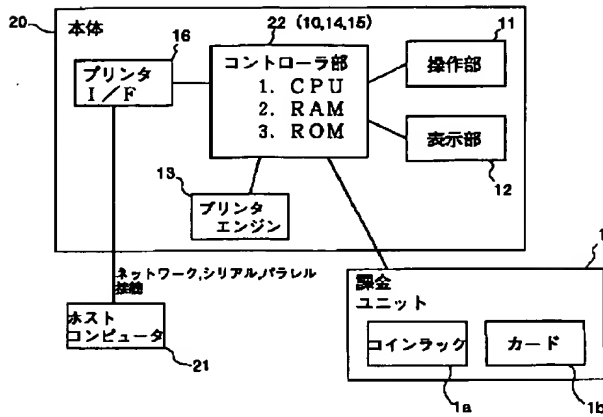 20
本体
16
プリンタ
I/F
22 (10,14,15)
コントローラ部
1. CPU
2. RAM
3. ROM
11
操作部
表示部
12
13
プリンタ
エンジン
ネットワーク,シリアル,パラレル
接続
ホスト
コンピュータ
21
1
課金
ユニット
コインラック
カード
1a
1b